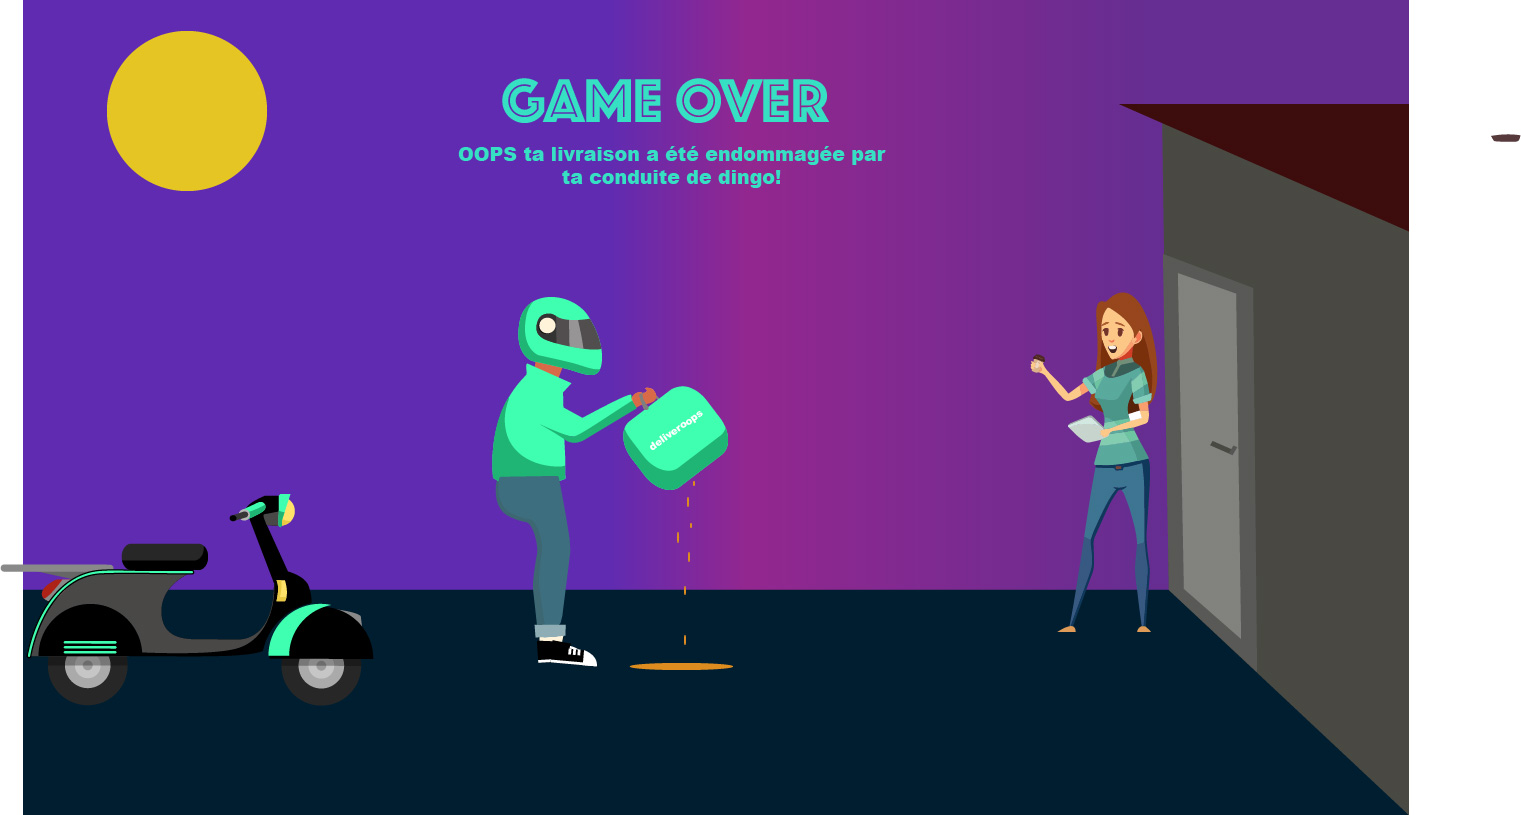 GAME OVER
OOPS ta livraison a été endommagée par
ta conduite de dingo!
deliveroops